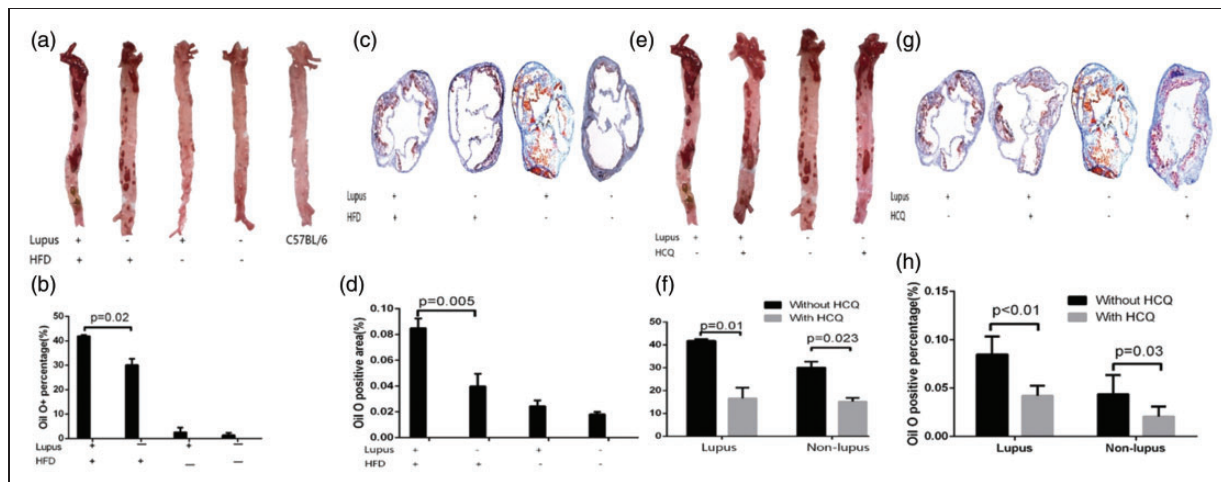 (a)
Lupus + - + - C57BL/6
HFD + + - -
(b)
p=0.02
Oil O+ percentage(%)
50
40
30
20
10
0
Lupus + — + —
HFD + + — —
(c)
Lupus + - + -
HFD + +
(d)
p=0.005
Oil O positive area(%)
0.10
0.08
0.06
0.04
0.02
0.00
Lupus + - + -
HFD + + - -
(e)
Lupus + + - -
HCQ - + - +
(f)
Without HCQ
With HCQ
p=0.01
p=0.023
50
40
30
20
10
0
Lupus Non-lupus
(g)
Lupus + + - -
HCQ - + - +
(h)
Without HCQ
With HCQ
p<0.01
p=0.03
Oil O positive percentage(%)
0.15
0.10
0.05
0.00
Lupus Non-lupus